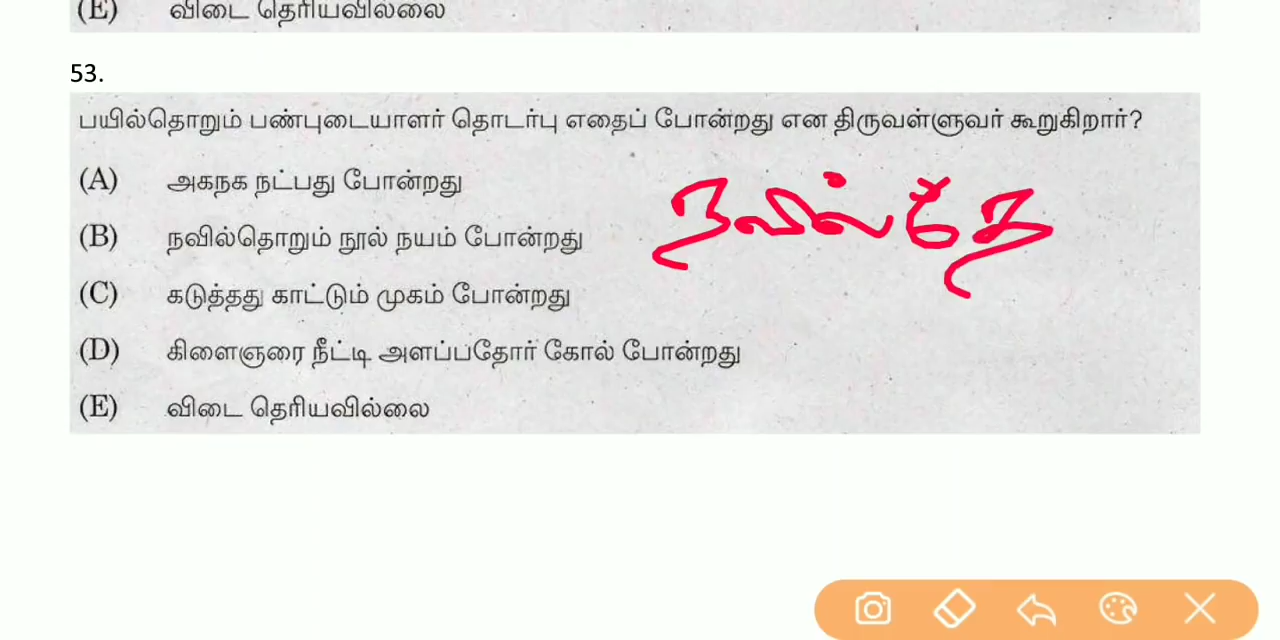 (E) விடை தெரியவில்லை
53.
பயில்தொறும் பண்புடையாளர் தொடர்பு எதைப் போன்றது என திருவள்ளுவர் கூறுகிறார்?
(A) அகநக நட்பது போன்றது
(B) நவில்தொறும் நூல் நயம் போன்றது
(C) கடுத்தது காட்டும் முகம் போன்றது
(D) கிளைஞரை நீட்டி அளப்பதோர் கோல் போன்றது
(E) விடை தெரியவில்லை